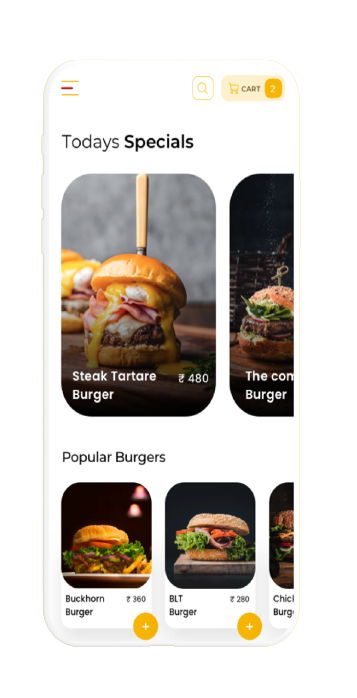 CART 2
Todays Specials
Steak Tartare
Burger
₹ 480
The com
Burger
Popular Burgers
Buckhorn
Burger
₹ 360
+
BLT
Burger
₹ 280
+
Chick
Burg